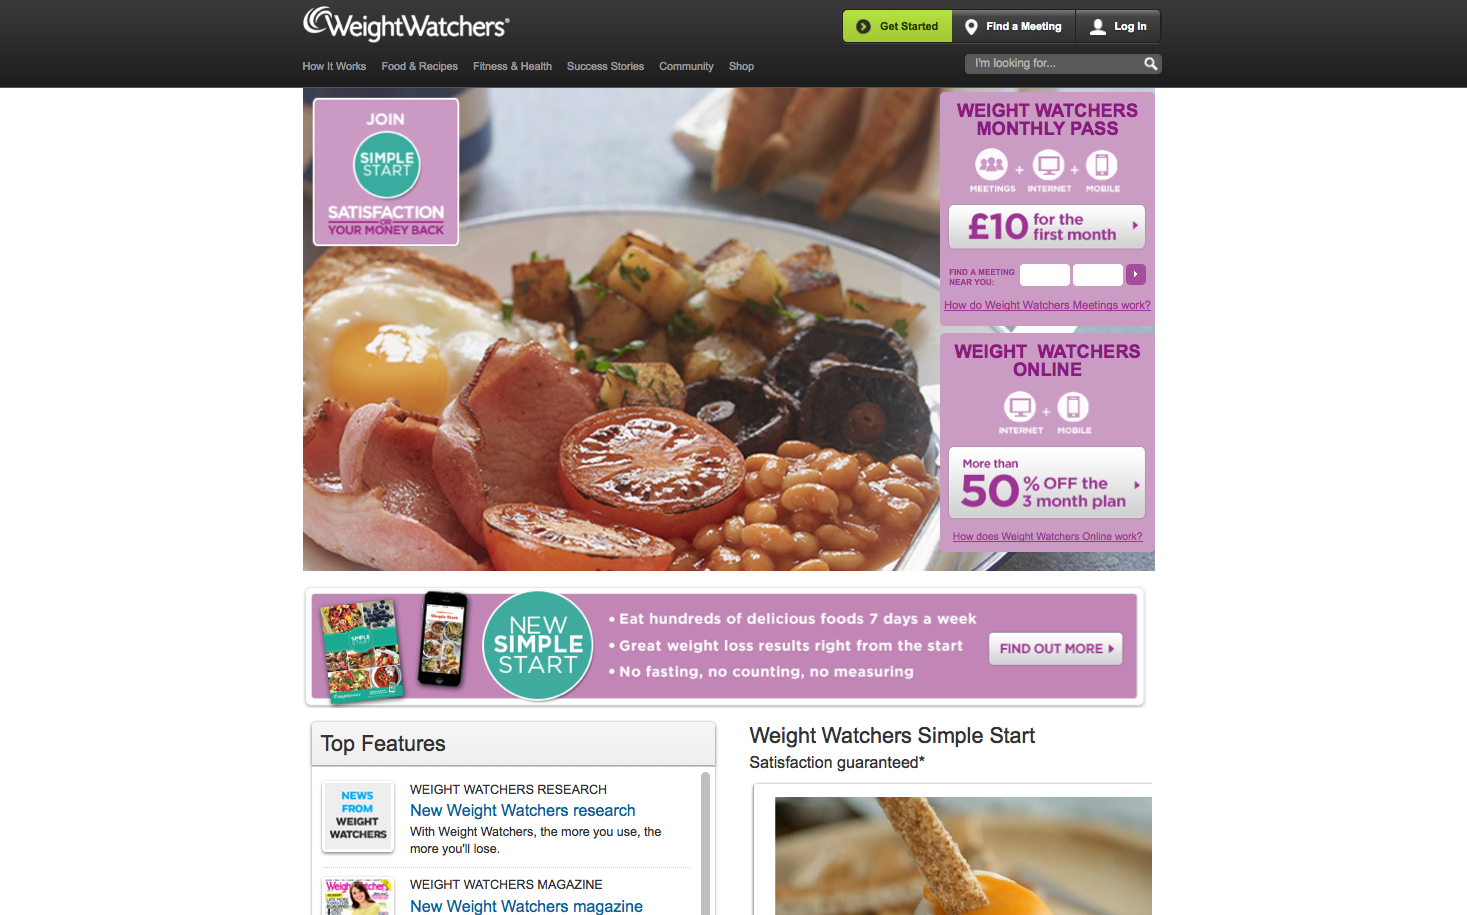 WeightWatchers®
Get Started
Find a Meeting
Log In
How It Works
Food & Recipes
Fitness & Health
Success Stories
Community
Shop
I'm looking for...
JOIN
SIMPLE
START
SATISFACTION
OR
YOUR MONEY BACK
WEIGHT WATCHERS
MONTHLY PASS
MEETINGS + INTERNET + MOBILE
£10 for the
first month
FIND A MEETING
NEAR YOU:
How do Weight Watchers Meetings work?
WEIGHT WATCHERS
ONLINE
INTERNET + MOBILE
More than
50 % OFF the
3 month plan
How does Weight Watchers Online work?
SIMPLE
START
NEW
SIMPLE
START
• Eat hundreds of delicious foods 7 days a week
• Great weight loss results right from the start
• No fasting, no counting, no measuring
FIND OUT MORE
Top Features
NEWS
FROM
WEIGHT
WATCHERS
WEIGHT WATCHERS RESEARCH
New Weight Watchers research
With Weight Watchers, the more you use, the
more you'll lose.
WEIGHT WATCHERS MAGAZINE
New Weight Watchers magazine
Weight Watchers Simple Start
Satisfaction guaranteed*